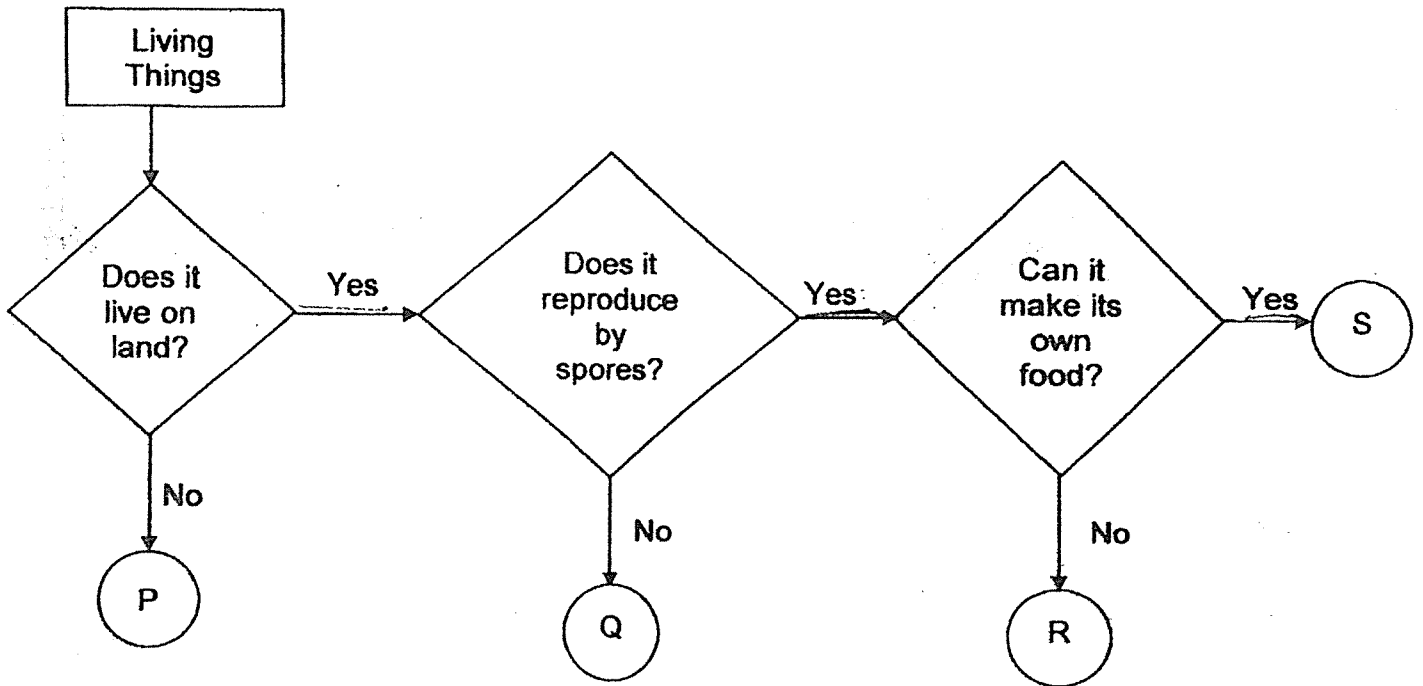 Living
Things
Does it
live on
land?
Yes
No
P
Does it
reproduce
by
spores?
Yes
No
Q
Can it
make its
own
food?
Yes
No
R
S